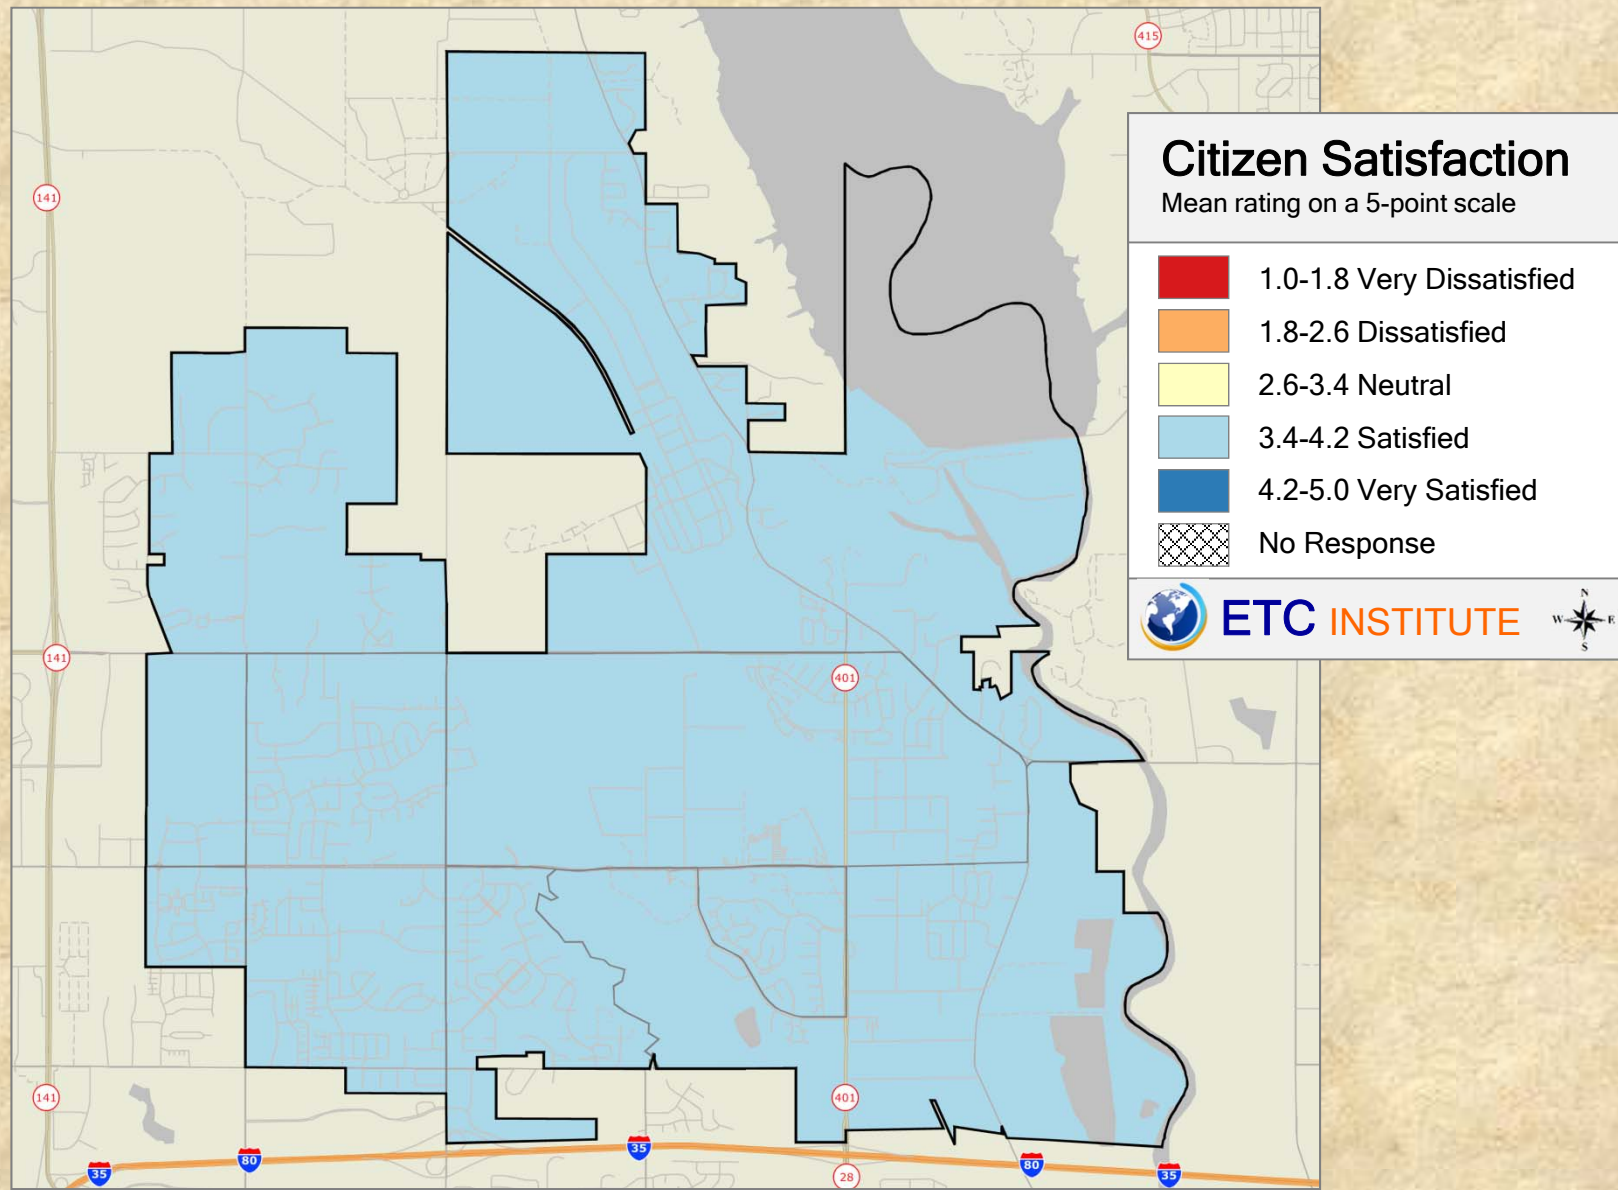 415
141
Citizen Satisfaction
Mean rating on a 5-point scale
1.0-1.8 Very Dissatisfied
1.8-2.6 Dissatisfied
2.6-3.4 Neutral
3.4-4.2 Satisfied
4.2-5.0 Very Satisfied
No Response
ETC INSTITUTE
N
W E
S
141
401
141
401
35
80
35
80
35
28